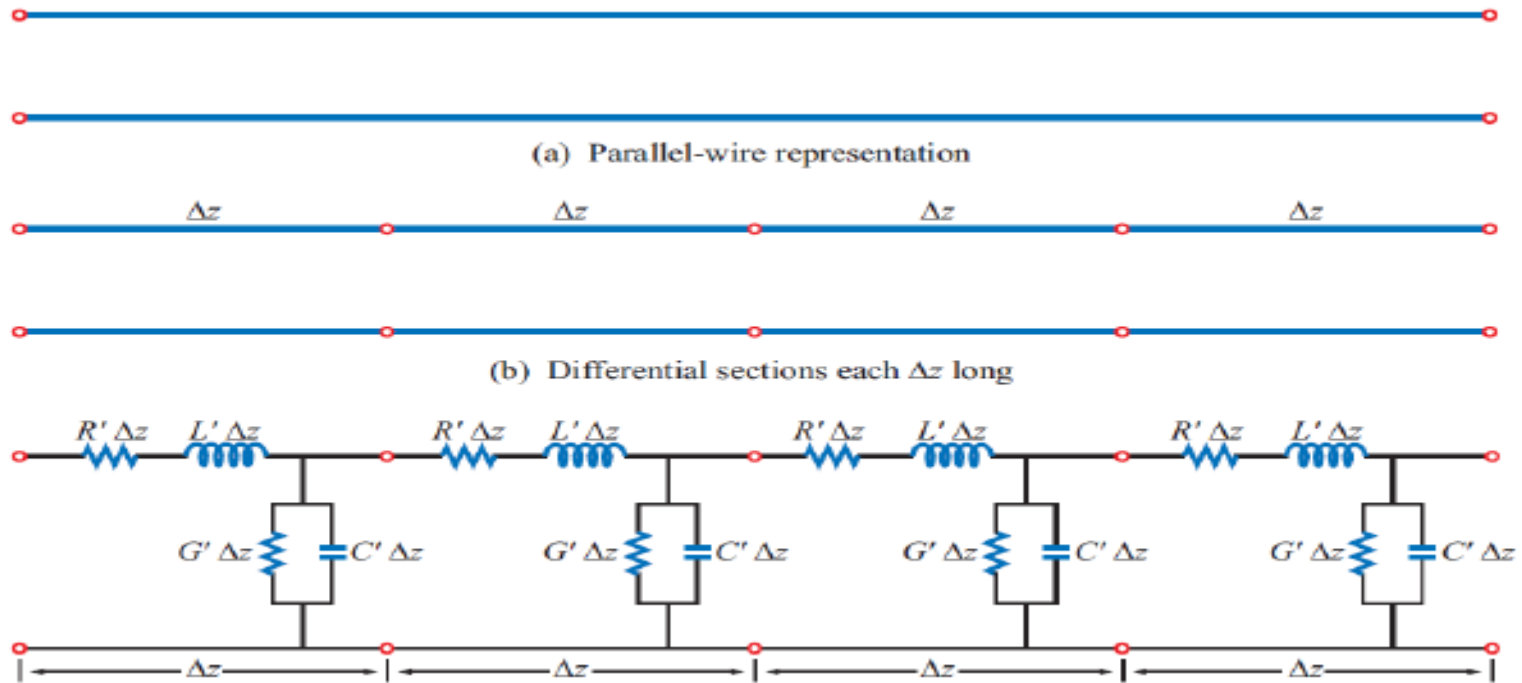 (a) Parallel-wire representation
Δz Δz Δz Δz
(b) Differential sections each Δz long
R′ Δz L′ Δz R′ Δz L′ Δz R′ Δz L′ Δz R′ Δz L′ Δz
G′ Δz C′ Δz G′ Δz C′ Δz G′ Δz C′ Δz G′ Δz C′ Δz
Δz Δz Δz Δz